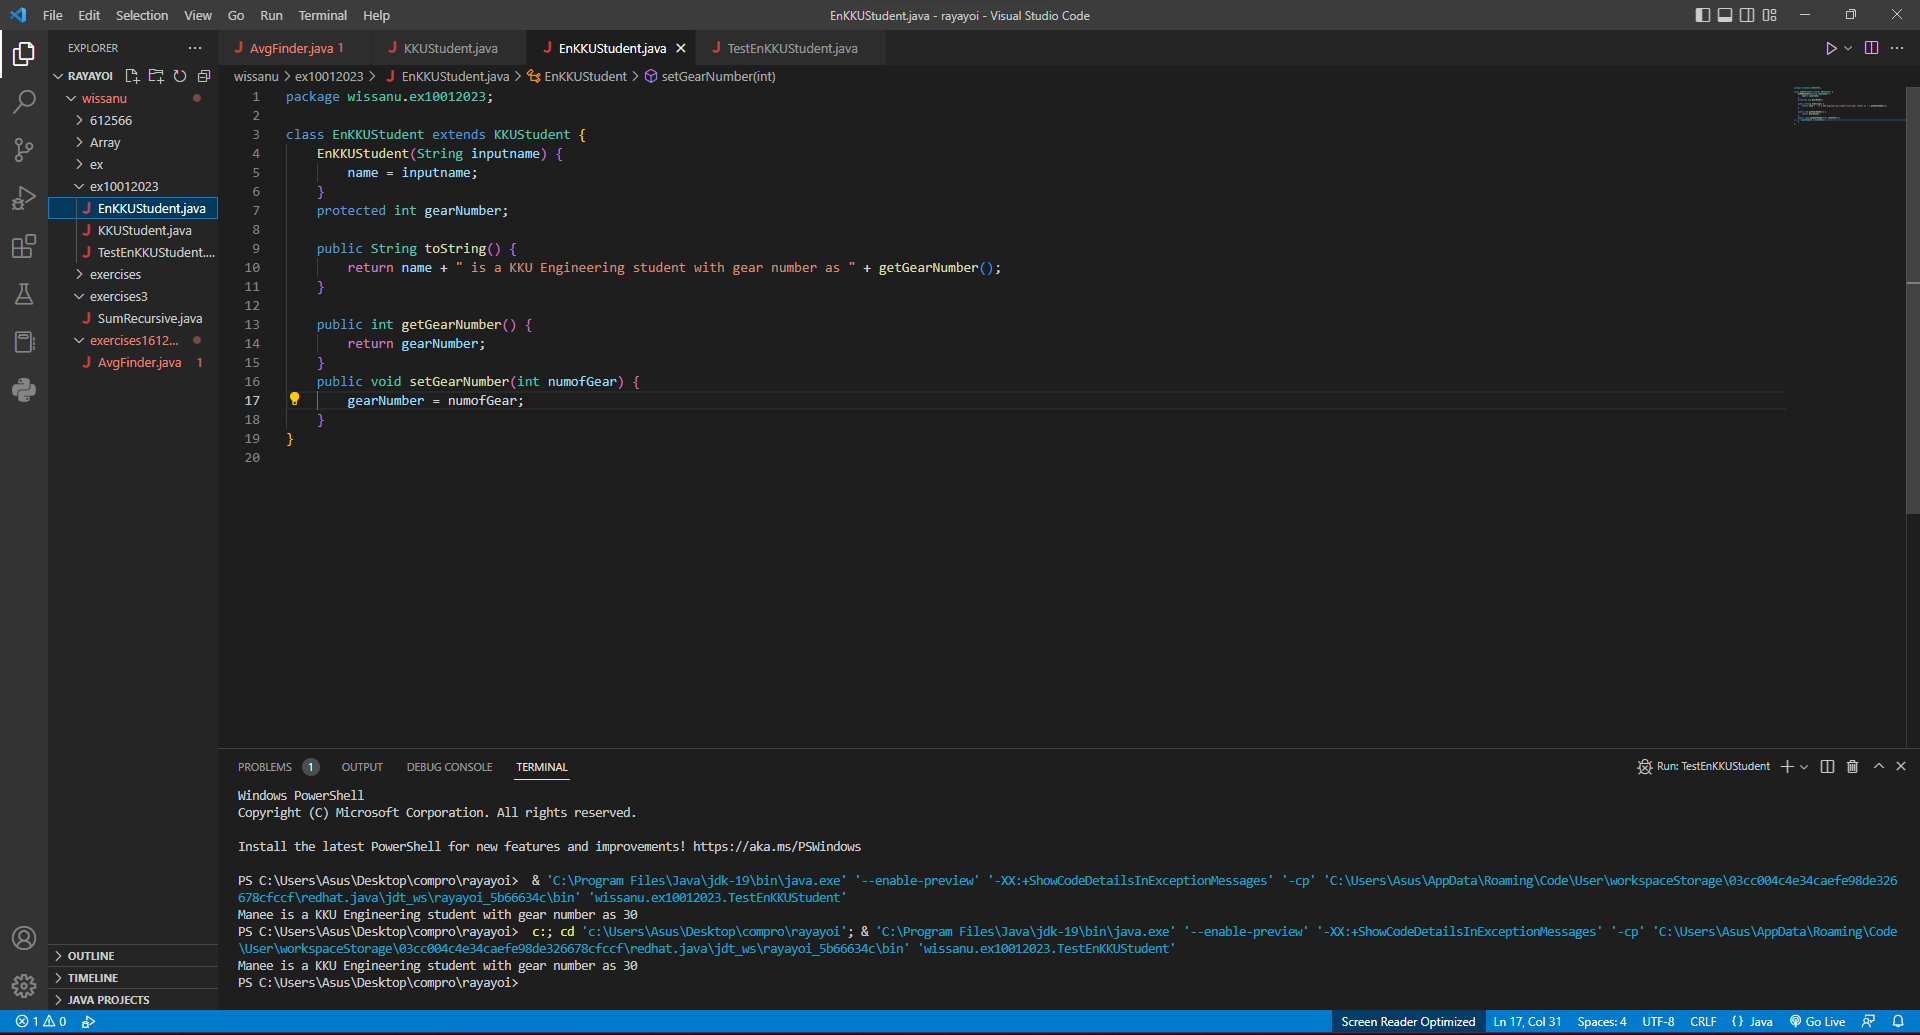 File Edit Selection View Go Run Terminal Help EnKKUStudent.java - rayayoi - Visual Studio Code
EXPLORER
AvgFinder.java 1 KKUStudent.java EnKKUStudent.java TestEnKKUStudent.java
RAYAYOI
wissanu > ex10012023 > EnKKUStudent.java > EnKKUStudent > setGearNumber(int)
wissanu
612566
Array
ex
ex10012023
EnKKUStudent.java
KKUStudent.java
TestEnKKUStudent....
exercises
exercises3
SumRecursive.java
exercises1612...
AvgFinder.java 1
OUTLINE
TIMELINE
JAVA PROJECTS
1 package wissanu.ex10012023;
2
3 class EnKKUStudent extends KKUStudent {
4 EnKKUStudent(String inputname) {
5 name = inputname;
6 }
7 protected int gearNumber;
8
9 public String toString() {
10 return name + " is a KKU Engineering student with gear number as " + getGearNumber();
11 }
12
13 public int getGearNumber() {
14 return gearNumber;
15 }
16 public void setGearNumber(int numofGear) {
17 gearNumber = numofGear;
18 }
19 }
20
PROBLEMS 1 OUTPUT DEBUG CONSOLE TERMINAL Run: TestEnKKUStudent
Windows PowerShell
Copyright (C) Microsoft Corporation. All rights reserved.
Install the latest PowerShell for new features and improvements! https://aka.ms/PSWindows
PS C:\Users\Asus\Desktop\compro\rayayoi> & 'C:\Program Files\Java\jdk-19\bin\java.exe' '--enable-preview' '-XX:+ShowCodeDetailsInExceptionMessages' '-cp' 'C:\Users\Asus\AppData\Roaming\Code\User\workspaceStorage\03cc004c4e34caefe98de326
678cfccf\redhat.java\jdt_ws\rayayoi_5b66634c\bin' 'wissanu.ex10012023.TestEnKKUStudent'
Manee is a KKU Engineering student with gear number as 30
PS C:\Users\Asus\Desktop\compro\rayayoi> c:; cd 'c:\Users\Asus\Desktop\compro\rayayoi'; & 'C:\Program Files\Java\jdk-19\bin\java.exe' '--enable-preview' '-XX:+ShowCodeDetailsInExceptionMessages' '-cp' 'C:\Users\Asus\AppData\Roaming\Code
\User\workspaceStorage\03cc004c4e34caefe98de326678cfccf\redhat.java\jdt_ws\rayayoi_5b66634c\bin' 'wissanu.ex10012023.TestEnKKUStudent'
Manee is a KKU Engineering student with gear number as 30
PS C:\Users\Asus\Desktop\compro\rayayoi>
1 0 Screen Reader Optimized Ln 17, Col 31 Spaces: 4 UTF-8 CRLF {} Java Go Live